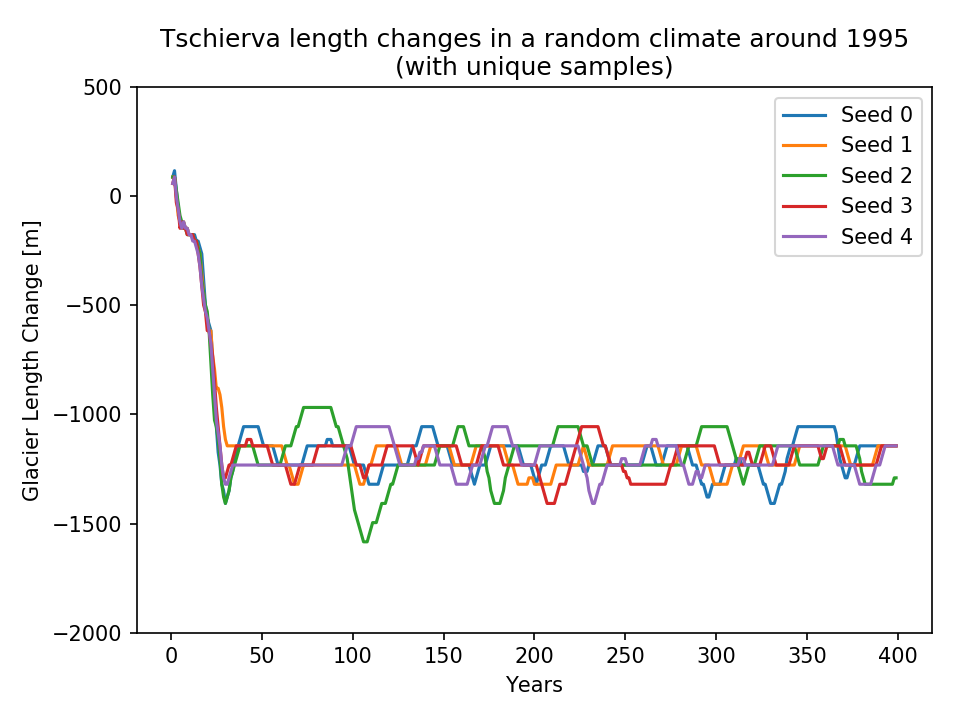 Tschierva length changes in a random climate around 1995
(with unique samples)
500
0
−500
−1000
−1500
−2000
Glacier Length Change [m]
Seed 0
Seed 1
Seed 2
Seed 3
Seed 4
0 50 100 150 200 250 300 350 400
Years